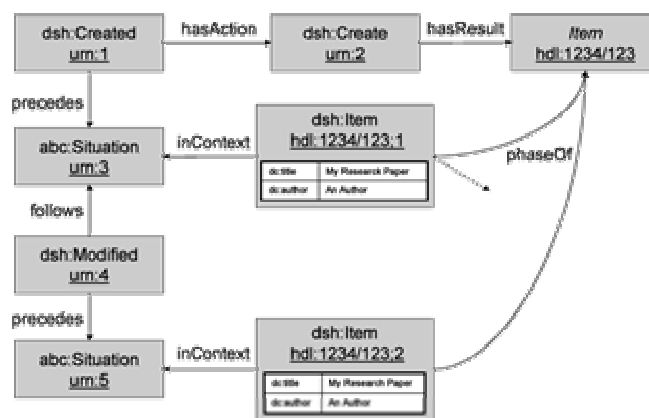 dsh:Created
urn:1
hasAction
dsh:Create
urn:2
hasResult
Item
hdl:1234/123
precedes
abc:Situation
urn:3
inContext
dsh:Item
hdl:1234/123;1
dc:title My Research Paper
dc:author An Author
phaseOf
follows
dsh:Modified
urn:4
precedes
abc:Situation
urn:5
inContext
dsh:Item
hdl:1234/123;2
dc:title My Research Paper
dc:author An Author